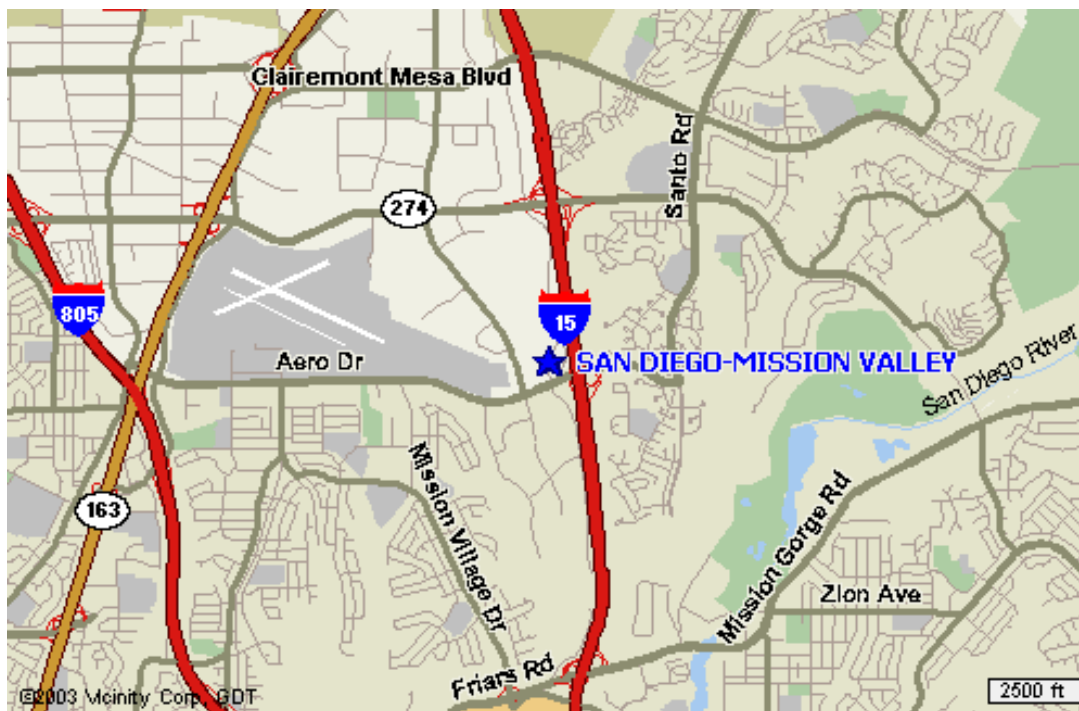 Clairemont Mesa Blvd
Santo Rd
274
805
15
Aero Dr
SAN DIEGO-MISSION VALLEY
San Diego River
163
Mission Village Dr
Mission Gorge Rd
Zion Ave
Friars Rd
©2003 Vicinity Corp, GDT
2500 ft